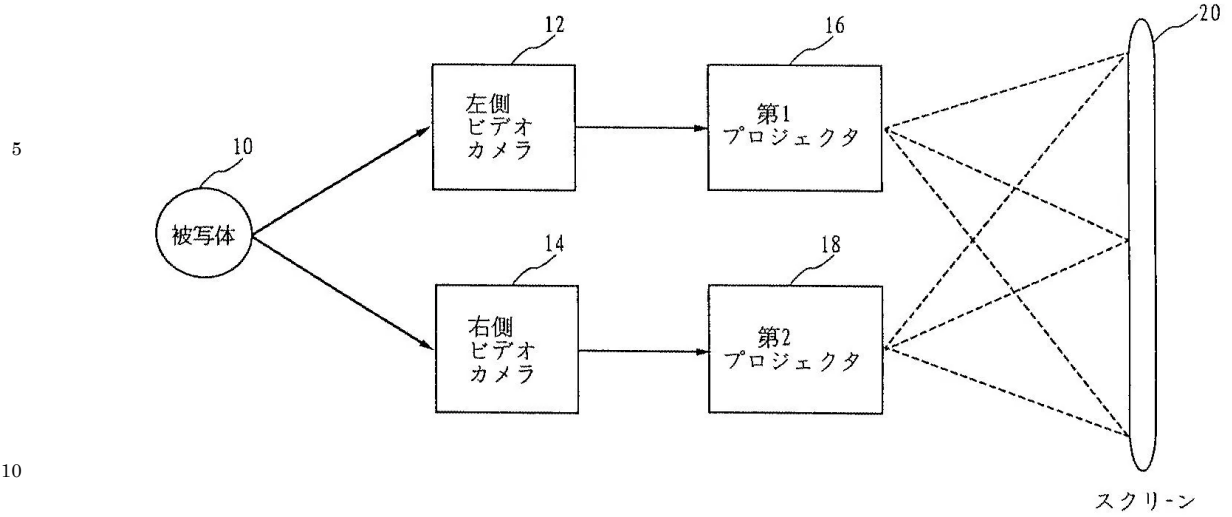 12
16
20
左側
ビデオ
カメラ
第1
プロジェクタ
5
10
被写体
14
18
右側
ビデオ
カメラ
第2
プロジェクタ
10
スクリーン